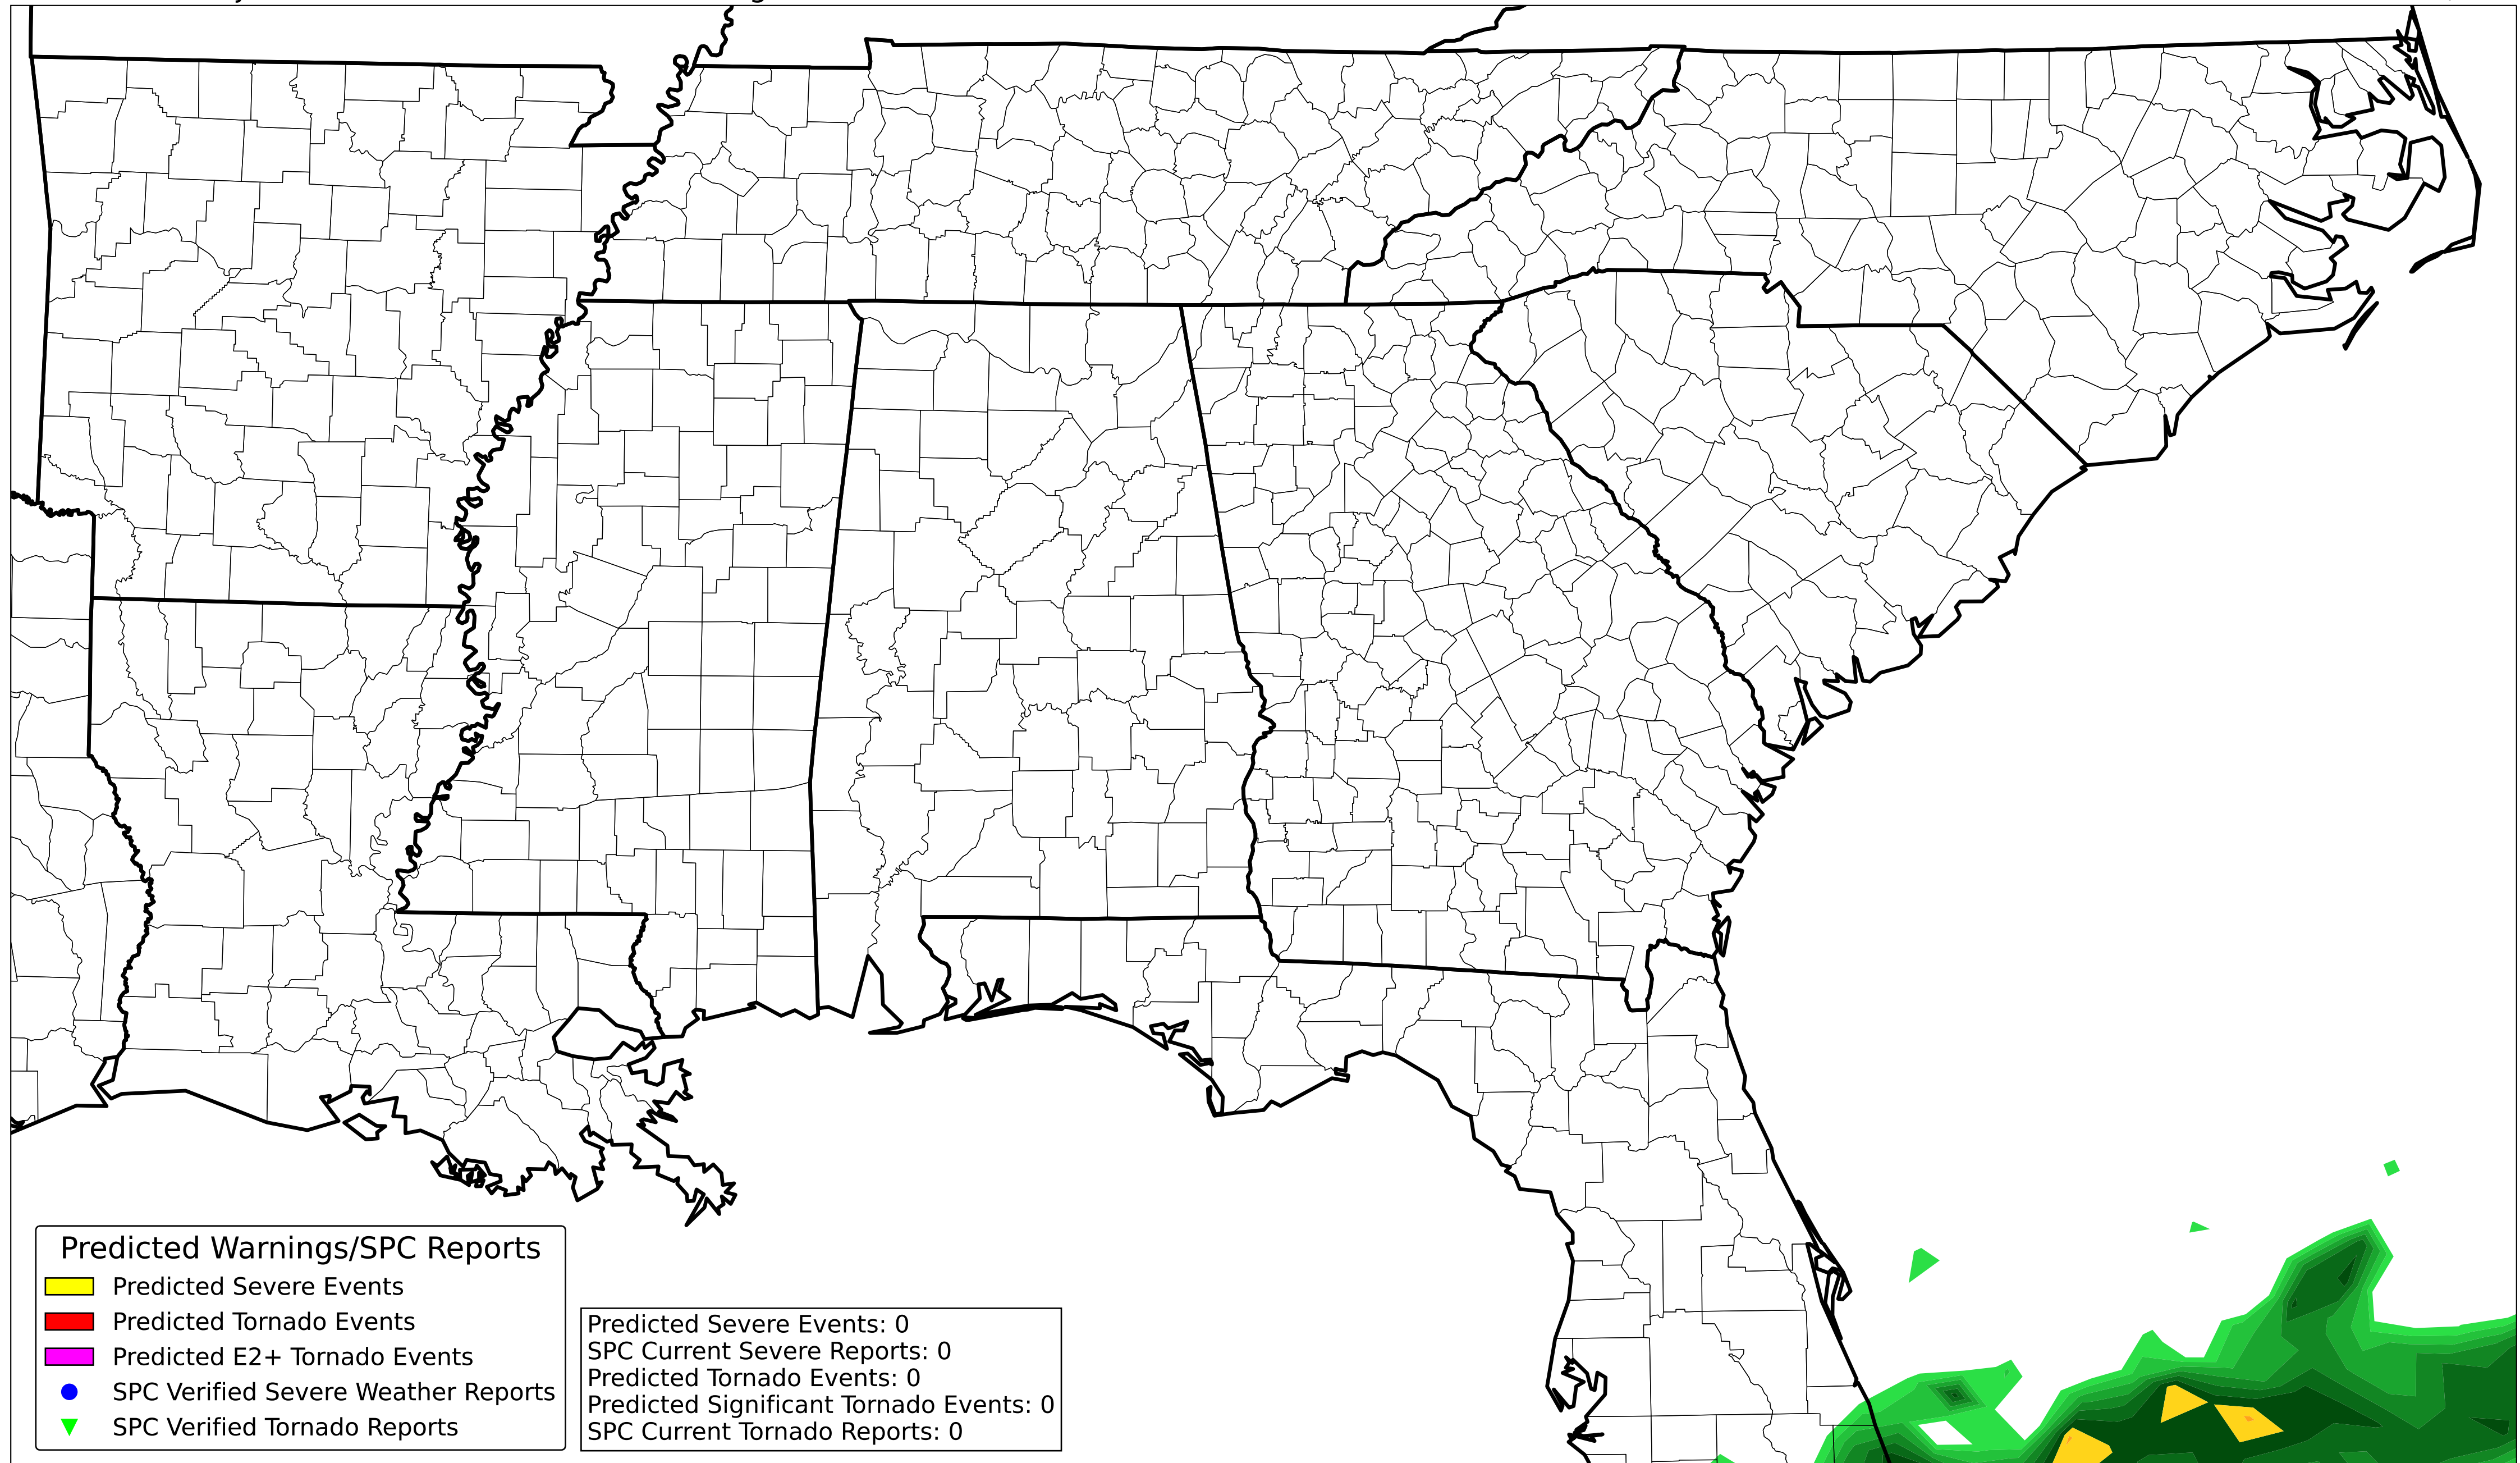 Predicted Warnings/SPC Reports
Predicted Severe Events
Predicted Tornado Events
Predicted E2+ Tornado Events
SPC Verified Severe Weather Reports
SPC Verified Tornado Reports
Predicted Severe Events: 0
SPC Current Severe Reports: 0
Predicted Tornado Events: 0
Predicted Significant Tornado Events: 0
SPC Current Tornado Reports: 0